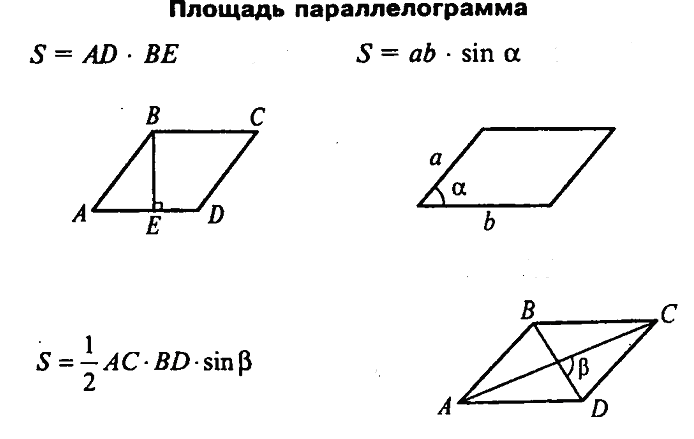 Площадь параллелограмма
S = AD · BE
S = ab · sin α
B C
A E D
a α
b
S = 1/2 AC · BD · sin β
B C
β
A D